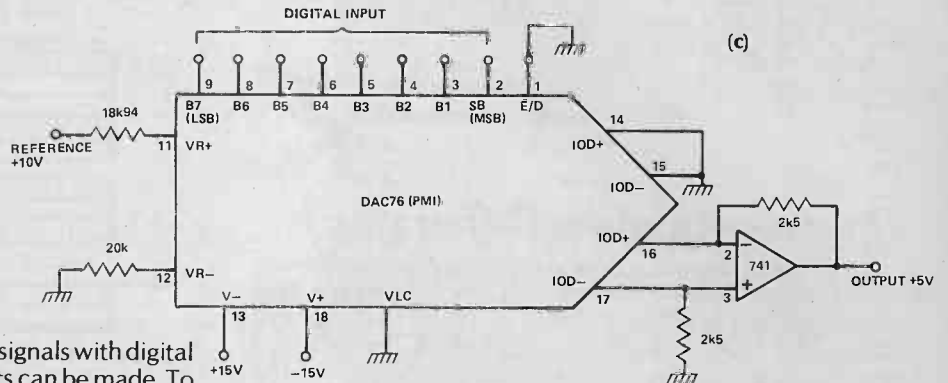 DIGITAL INPUT
(c)
9 8 7 6 5 4 3 2 1
B7 B6 B5 B4 B3 B2 B1 SB Ē/D
(LSB) (MSB)
18k94
REFERENCE
+10V
11
VR+
14
IOD+
15
IOD−
DAC76 (PMI)
2k5
20k
12
VR−
IOD+
16
2
−
741
OUTPUT +5V
IOD−
17
+
3
V− V+ VLC
13 18
2k5
+15V −15V
signals with digital
s can be made. To